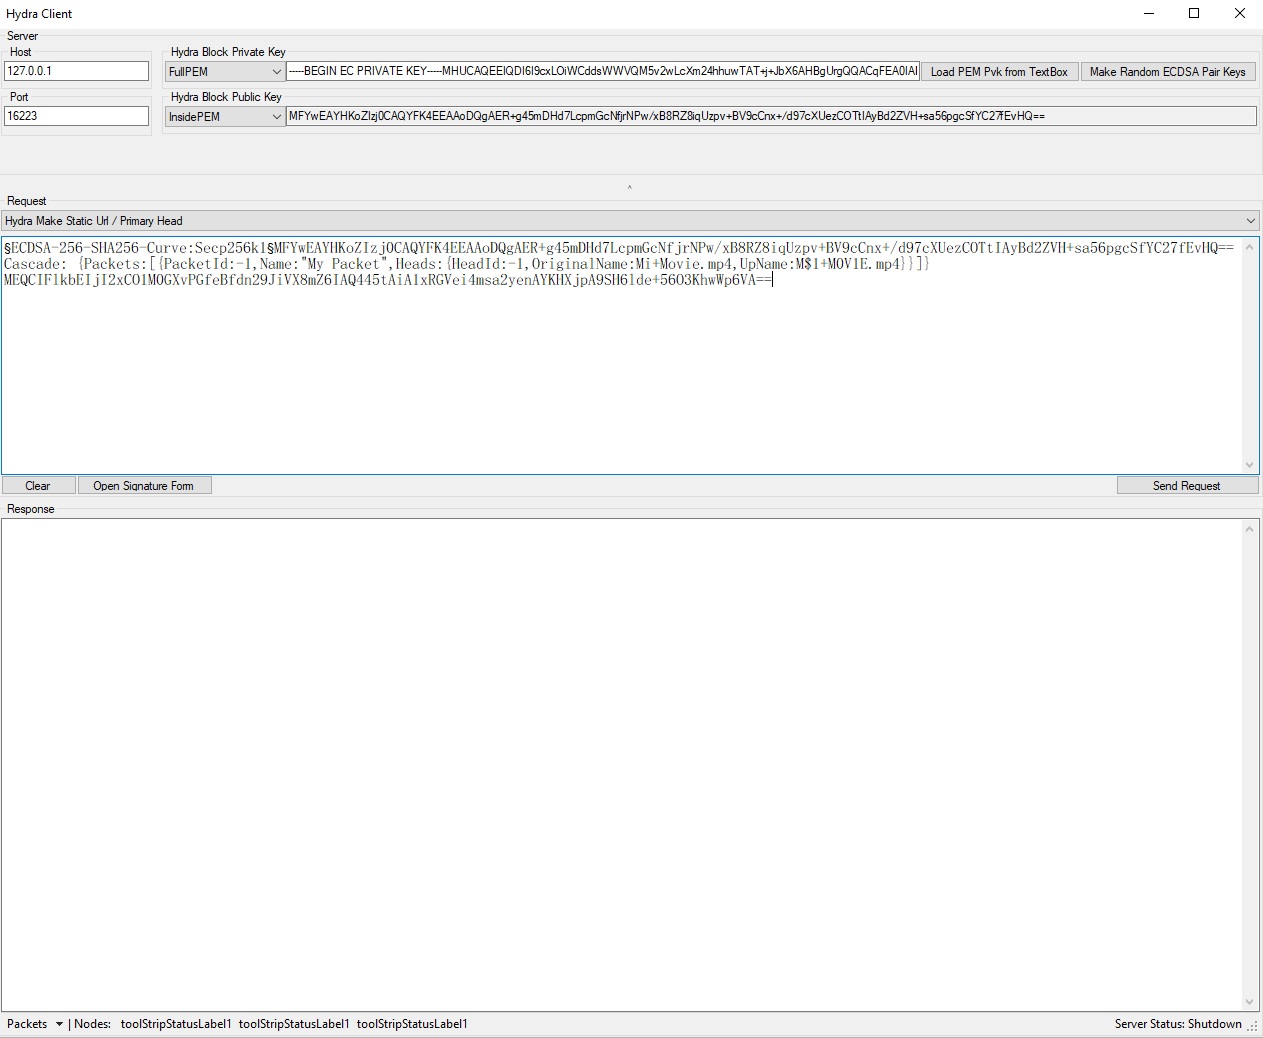 Hydra Client
Server
Host
127.0.0.1
Hydra Block Private Key
FullPEM
-----BEGIN EC PRIVATE KEY-----MHUCAQEEIQDI6I9cxLOiWCddsWWVQM5v2wLcXm24hhuwTAT+j+JbX6AHBgUrgQQACqFEA0IAI
Load PEM Pvk from TextBox
Make Random ECDSA Pair Keys
Port
16223
Hydra Block Public Key
InsidePEM
MFYwEAYHKoZIzj0CAQYFK4EEAAoDQgAER+g45mDHd7LcpmGcNfjrNPw/xB8RZ8iqUzpv+BV9cCnx+/d97cXUezCOTtIAyBd2ZVH+sa56pgcSfYC27fEvHQ==
^
Request
Hydra Make Static Url / Primary Head
§ECDSA-256-SHA256-Curve:Secp256k1§MFYwEAYHKoZIzj0CAQYFK4EEAAoDQgAER+g45mDHd7LcpmGcNfjrNPw/xB8RZ8iqUzpv+BV9cCnx+/d97cXUezCOTtIAyBd2ZVH+sa56pgcSfYC27fEvHQ==
Cascade: {Packets:[{PacketId:-1,Name:"My Packet",Heads:{HeadId:-1,OriginalName:Mi+Movie.mp4,UpName:M$1+MOV1E.mp4}}]}
MEQCIFlkbEIjI2xCO1MOGXvPGfeBfdn29JiVX8mZ6IAQ445tAiA1xRGVei4msa2yenAYKHXjpA9SH6lde+56O3KhwWp6VA==
Clear
Open Signature Form
Send Request
Response
Packets
| Nodes:
toolStripStatusLabel1
toolStripStatusLabel1
toolStripStatusLabel1
Server Status: Shutdown